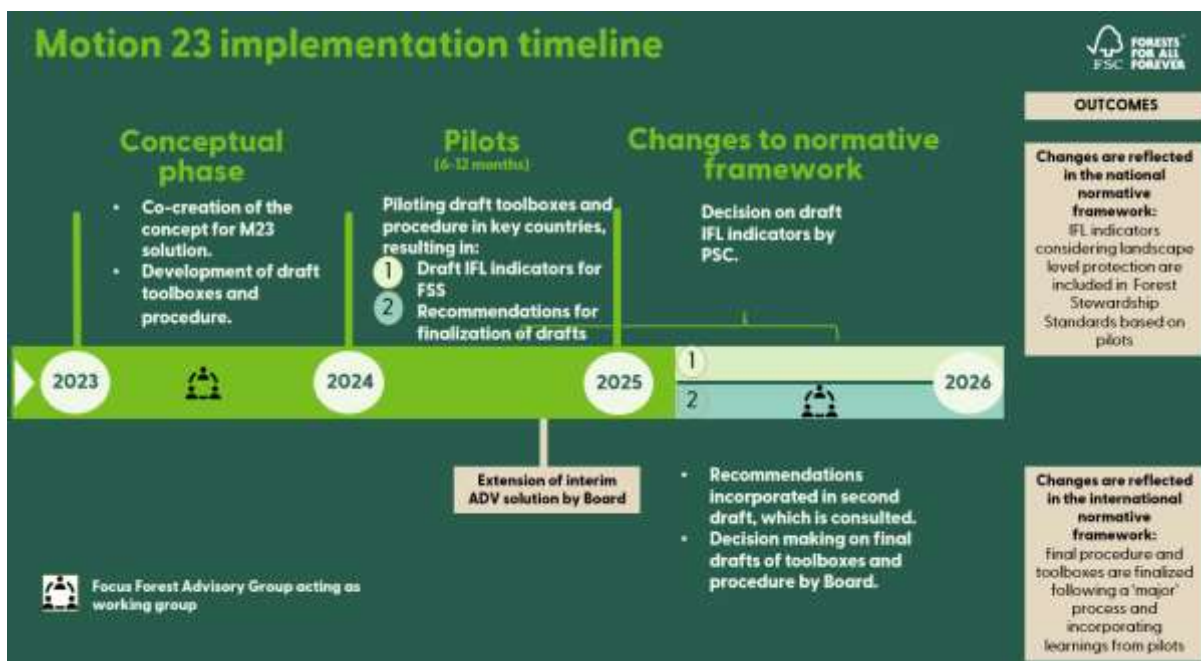 Motion 23 implementation timeline
FSC
FORESTS
FOR ALL
FOREVER
OUTCOMES
Conceptual
phase
• Co-creation of the
concept for M23
solution.
• Development of draft
toolboxes and
procedure.
Pilots
(6-12 months)
Piloting draft toolboxes and
procedure in key countries,
resulting in:
1 Draft IFL indicators for
FSS
2 Recommendations for
finalization of drafts
Changes to normative
framework
Decision on draft
IFL indicators by
PSC.
Changes are reflected
in the national
normative
framework:
IFL indicators
considering landscape
level protection are
included in Forest
Stewardship
Standards based on
pilots
2023
2024
2025
1
2
2026
Extension of interim
ADV solution by Board
• Recommendations
incorporated in second
draft, which is consulted.
• Decision making on final
drafts of toolboxes and
procedure by Board.
Changes are reflected
in the international
normative
framework:
final procedure and
toolboxes are finalized
following a 'major'
process and
incorporating
learnings from pilots
Focus Forest Advisory Group acting as
working group